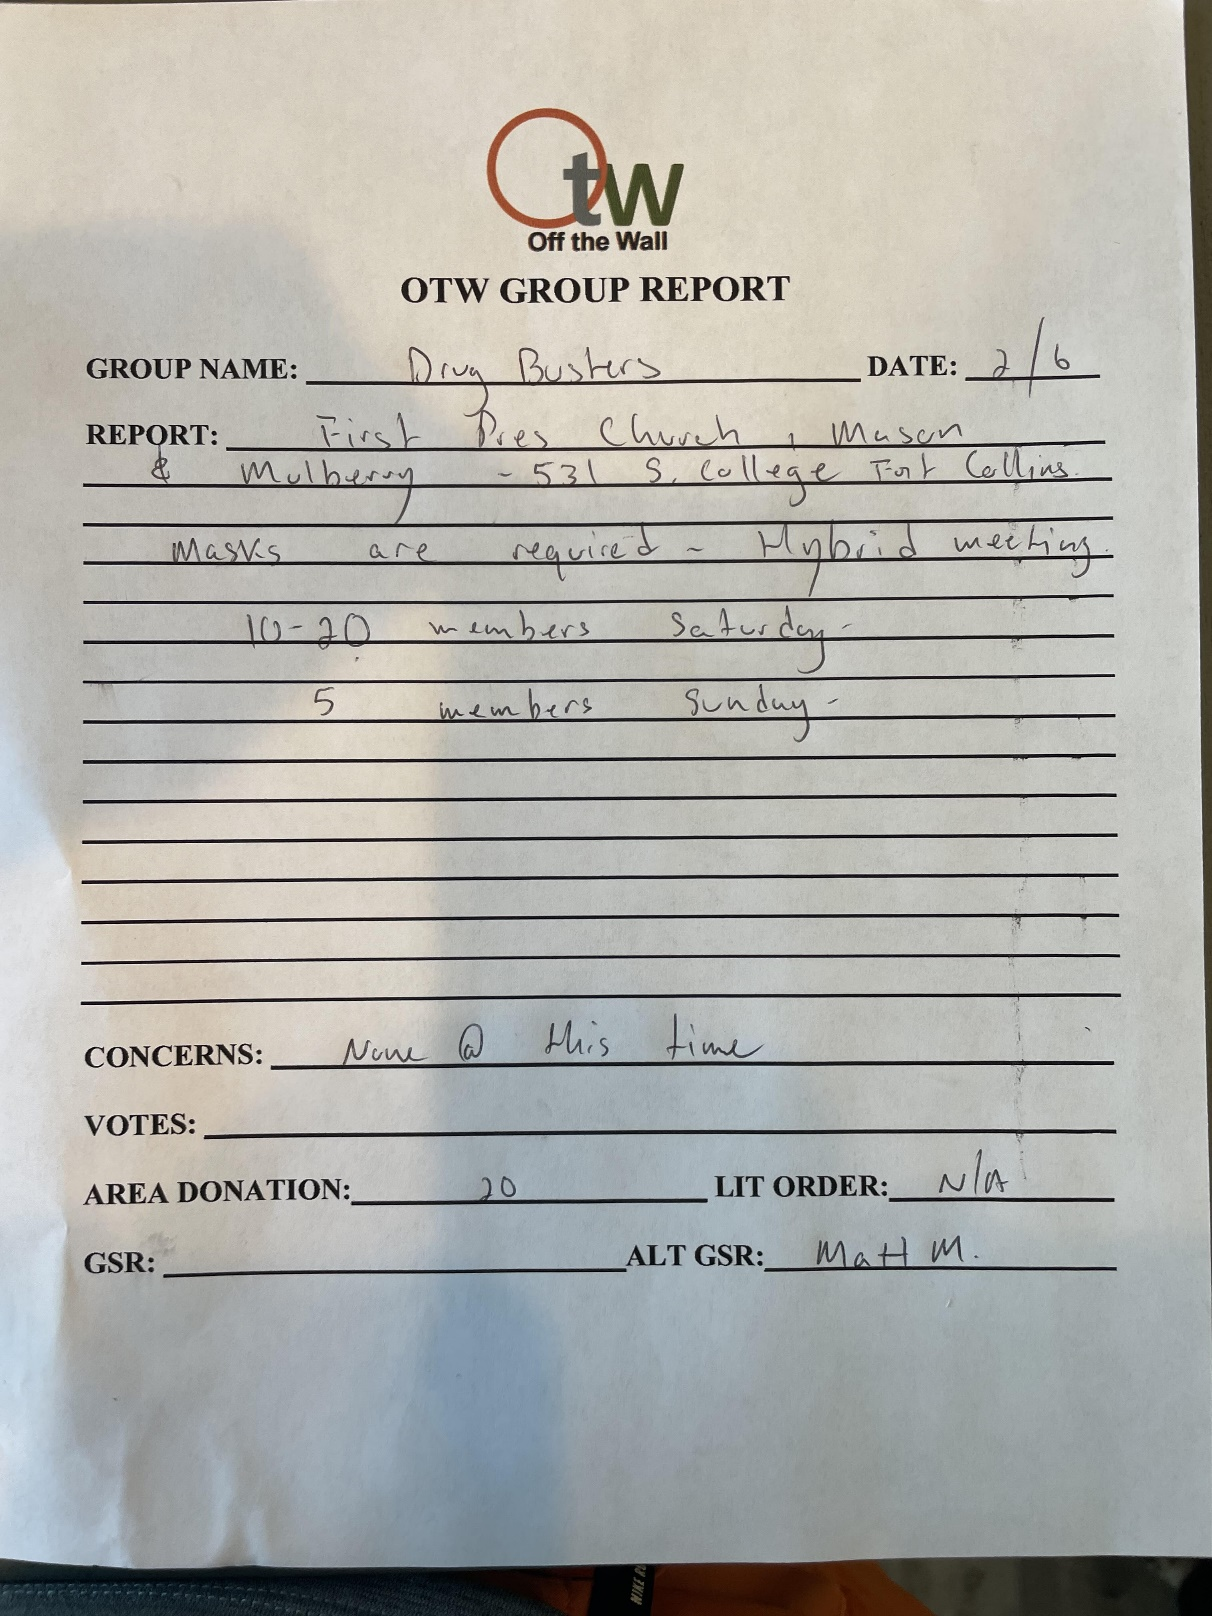 Otw
Off the Wall
OTW GROUP REPORT
GROUP NAME: Drug Busters DATE: 2/6
REPORT: First Pres Church, Mason
& Mulberry - 531 S. College Fort Collins.
Masks are required - Hybrid meeting.
10-20 members Saturday-
5 members Sunday-
CONCERNS: None @ this time
VOTES:
AREA DONATION: 20 LIT ORDER: N/A
GSR: ALT GSR: Matt M.